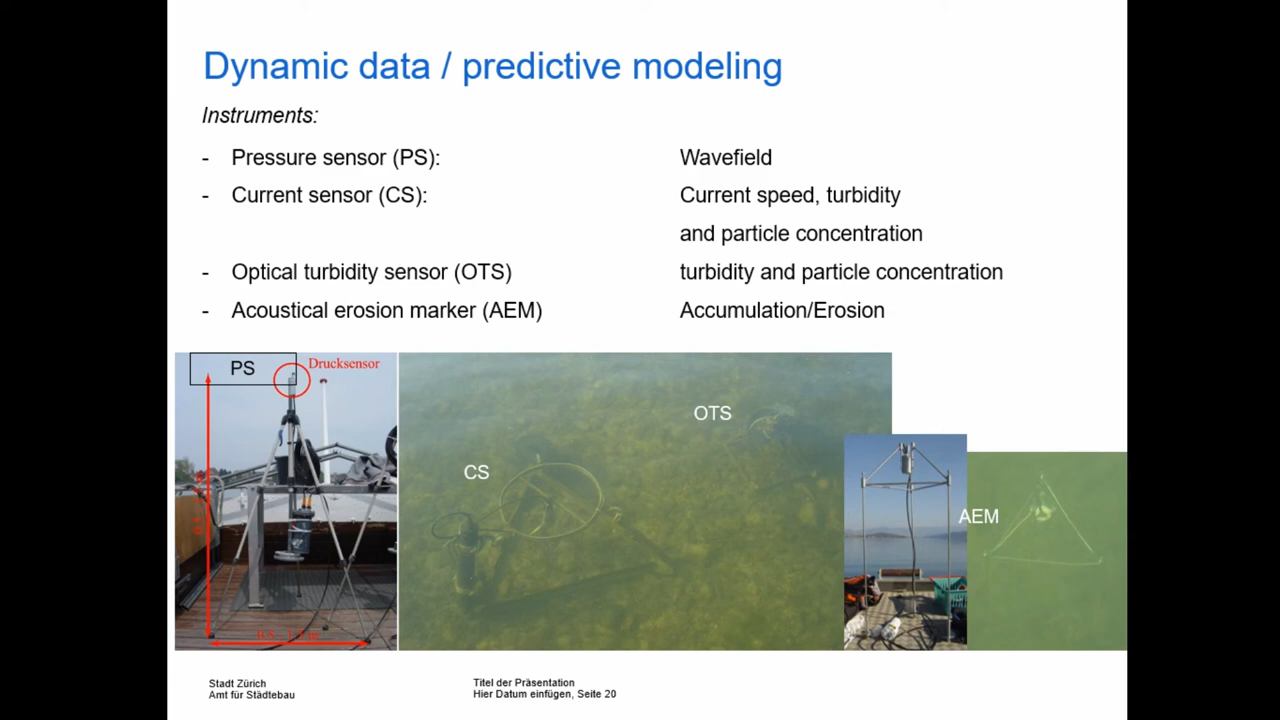 Dynamic data / predictive modeling
Instruments:
- Pressure sensor (PS): Wavefield
- Current sensor (CS): Current speed, turbidity
and particle concentration
- Optical turbidity sensor (OTS) turbidity and particle concentration
- Acoustical erosion marker (AEM) Accumulation/Erosion
PS
Drucksensor
OTS
CS
AEM
Stadt Zürich
Amt für Städtebau
Titel der Präsentation
Hier Datum einfügen, Seite 20